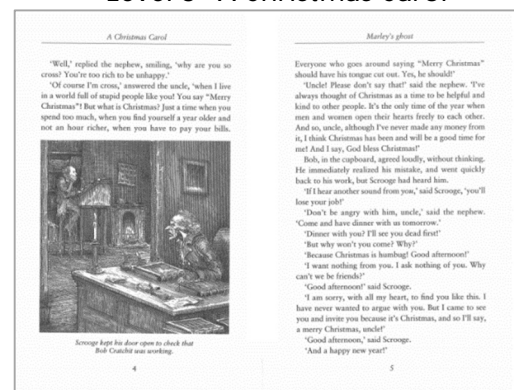 A Christmas Carol
'Well,' replied the nephew, smiling, 'why are you so
cross? You're too rich to be unhappy.'
'Of course I'm cross,' answered the uncle, 'when I live
in a world full of stupid people like you! You say "Merry
Christmas"! But what is Christmas? Just a time when you
spend too much, when you find yourself a year older and
not an hour richer, when you have to pay your bills.
Scrooge kept his door open to check that
Bob Cratchit was working.
4
Marley's ghost
Everyone who goes around saying "Merry Christmas"
should have his tongue cut out. Yes, he should!'
'Uncle! Please don't say that!' said the nephew. 'I've
always thought of Christmas as a time to be helpful and
kind to other people. It's the only time of the year when
men and women open their hearts freely to each other.
And so, uncle, although I've never made any money from
it, I think Christmas has been and will be a good time for
me! And I say, God bless Christmas!'
Bob, in the cupboard, agreed loudly, without thinking.
He immediately realized his mistake, and went quickly
back to his work, but Scrooge had heard him.
'If I hear another sound from you,' said Scrooge, 'you'll
lose your job!'
'Don't be angry with him, uncle,' said the nephew.
'Come and have dinner with us tomorrow.'
'Dinner with you? I'll see you dead first!'
'But why won't you come? Why?'
'Because Christmas is humbug! Good afternoon!'
'I want nothing from you. I ask nothing of you. Why
can't we be friends?'
'Good afternoon!' said Scrooge.
'I am sorry, with all my heart, to find you like this. I
have never wanted to argue with you. But I came to see
you and invite you because it's Christmas, and so I'll say,
a merry Christmas, uncle!'
'Good afternoon,' said Scrooge.
'And a happy new year!'
5